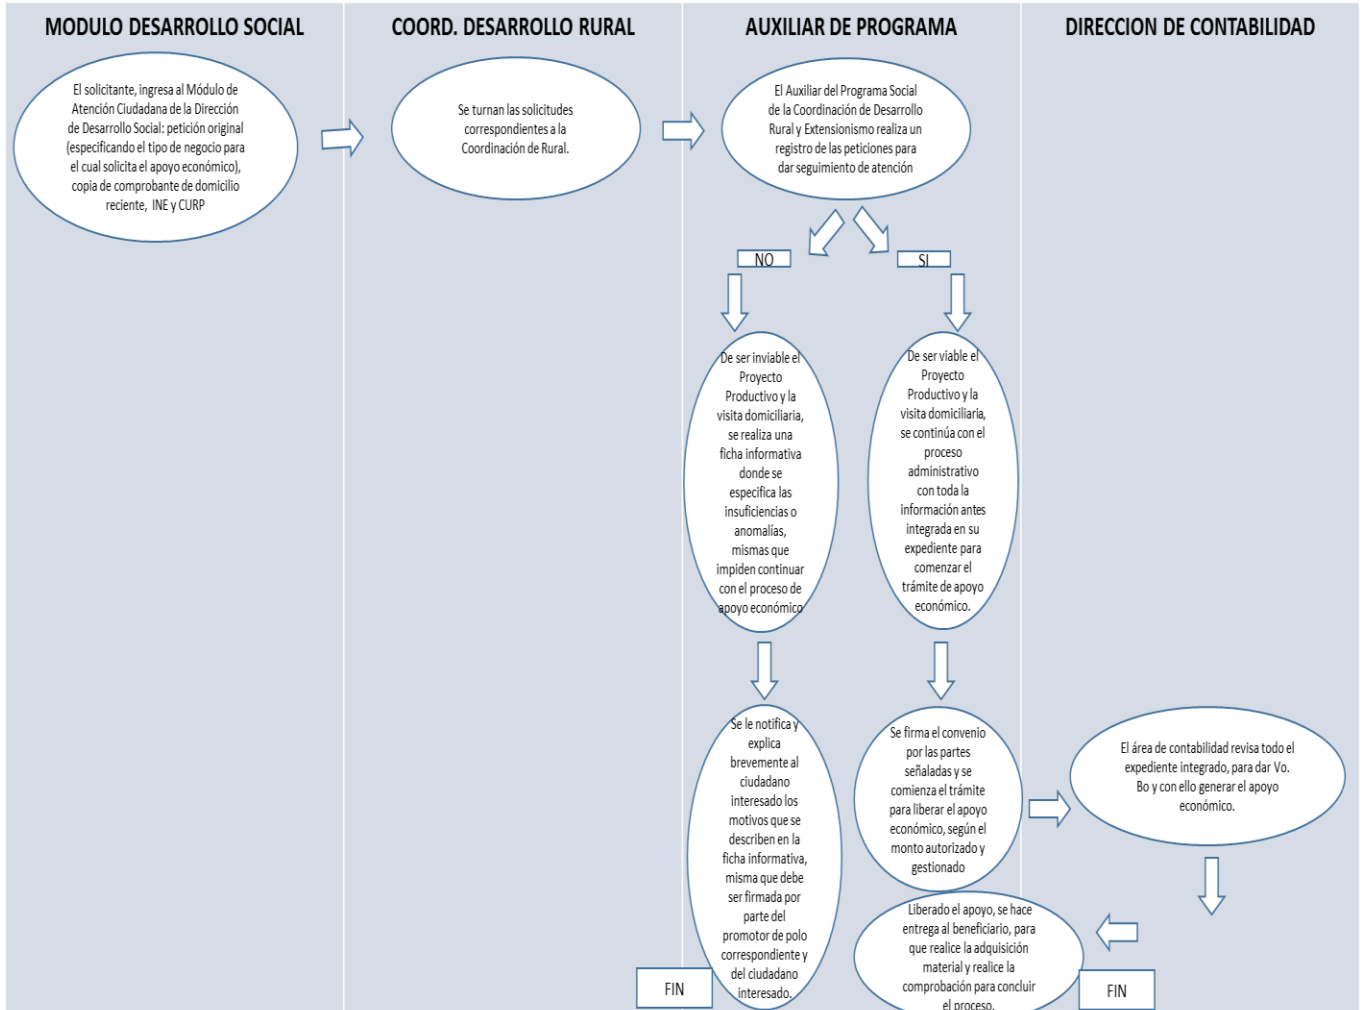 MODULO DESARROLLO SOCIAL
COORD. DESARROLLO RURAL
AUXILIAR DE PROGRAMA
DIRECCION DE CONTABILIDAD
El solicitante, ingresa al Módulo de
Atención Ciudadana de la Dirección
de Desarrollo Social: petición original
(especificando el tipo de negocio para
el cual solicita el apoyo económico),
copia de comprobante de domicilio
reciente, INE y CURP
Se turnan las solicitudes
correspondientes a la
Coordinación de Rural.
El Auxiliar del Programa Social
de la Coordinación de Desarrollo
Rural y Extensionismo realiza un
registro de las peticiones para
dar seguimiento de atención
NO
SI
De ser inviable el
Proyecto
Productivo y la
visita domiciliaria,
se realiza una
ficha informativa
donde se
especifica las
insuficiencias o
anomalías,
mismas que
impiden continuar
con el proceso de
apoyo económico
De ser viable el
Proyecto
Productivo y la
visita domiciliaria,
se continúa con el
proceso
administrativo
con toda la
información antes
integrada en su
expediente para
comenzar el
trámite de apoyo
económico.
Se le notifica y
explica
brevemente al
ciudadano
interesado los
motivos que se
describen en la
ficha informativa,
misma que debe
ser firmada por
parte del
promotor de polo
correspondiente y
del ciudadano
interesado.
FIN
Se firma el convenio
por las partes
señaladas y se
comienza el trámite
para liberar el apoyo
económico, según el
monto autorizado y
gestionado
El área de contabilidad revisa todo el
expediente integrado, para dar Vo.
Bo y con ello generar el apoyo
económico.
Liberado el apoyo, se hace
entrega al beneficiario, para
que realice la adquisición
material y realice la
comprobación para concluir
el proceso.
FIN